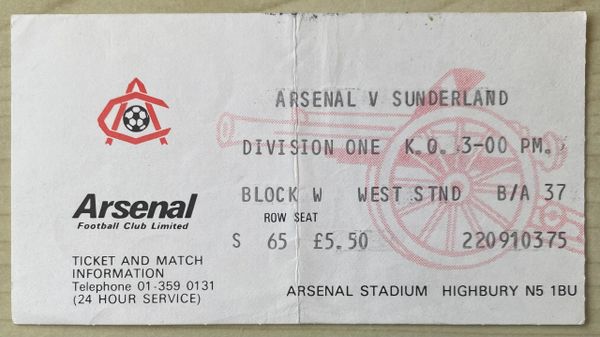 ARSENAL V SUNDERLAND
DIVISION ONE K.O. 3-00 PM.
Arsenal
Football Club Limited
BLOCK W WEST STND B/A 37
ROW SEAT
S 65 £5.50 220910375
TICKET AND MATCH
INFORMATION
Telephone 01-359 0131
(24 HOUR SERVICE)
ARSENAL STADIUM HIGHBURY N5 1BU